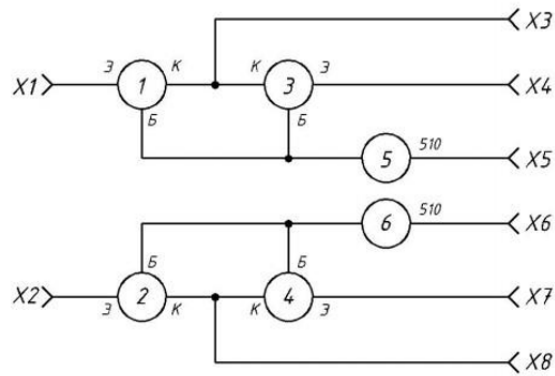 X3
X1 Э 1 К К 3 Э X4
Б Б
5 510 X5
6 510 X6
Б Б
X2 Э 2 К К 4 Э X7
X8